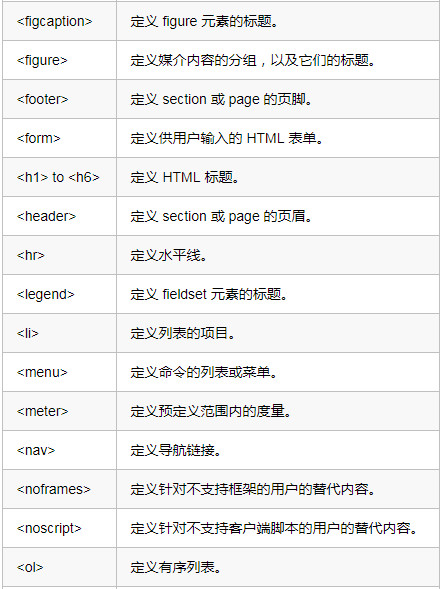 <figcaption> 定义 figure 元素的标题。
<figure> 定义媒介内容的分组，以及它们的标题。
<footer> 定义 section 或 page 的页脚。
<form> 定义供用户输入的 HTML 表单。
<h1> to <h6> 定义 HTML 标题。
<header> 定义 section 或 page 的页眉。
<hr> 定义水平线。
<legend> 定义 fieldset 元素的标题。
<li> 定义列表的项目。
<menu> 定义命令的列表或菜单。
<meter> 定义预定义范围内的度量。
<nav> 定义导航链接。
<noframes> 定义针对不支持框架的用户的替代内容。
<noscript> 定义针对不支持客户端脚本的用户的替代内容。
<ol> 定义有序列表。